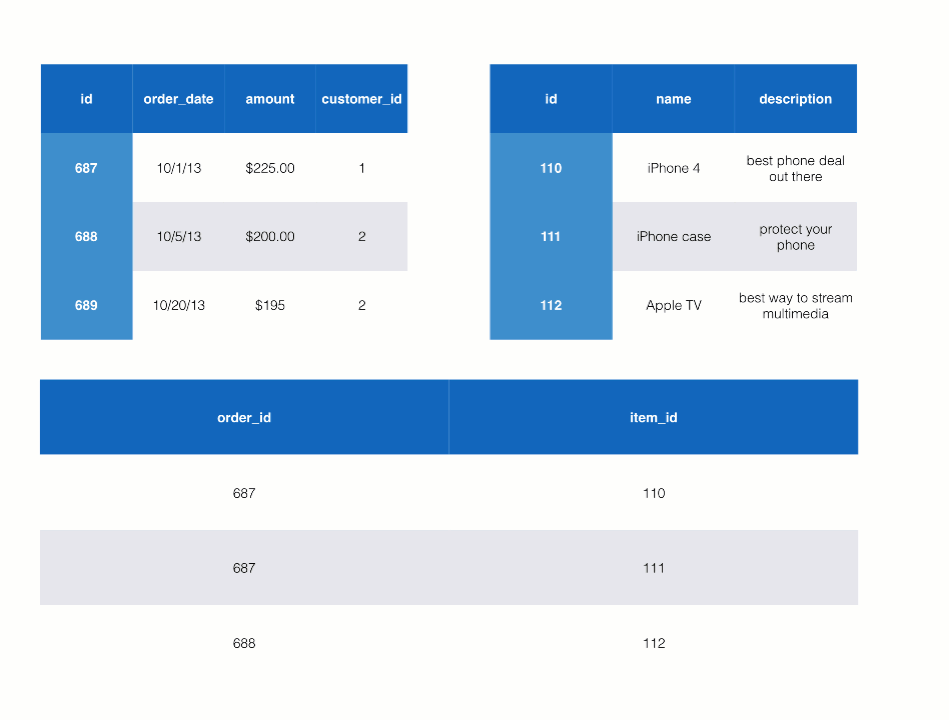 id order_date amount customer_id
687 10/1/13 $225.00 1
688 10/5/13 $200.00 2
689 10/20/13 $195 2
id name description
110 iPhone 4 best phone deal
out there
111 iPhone case protect your
phone
112 Apple TV best way to stream
multimedia
order_id item_id
687 110
687 111
688 112